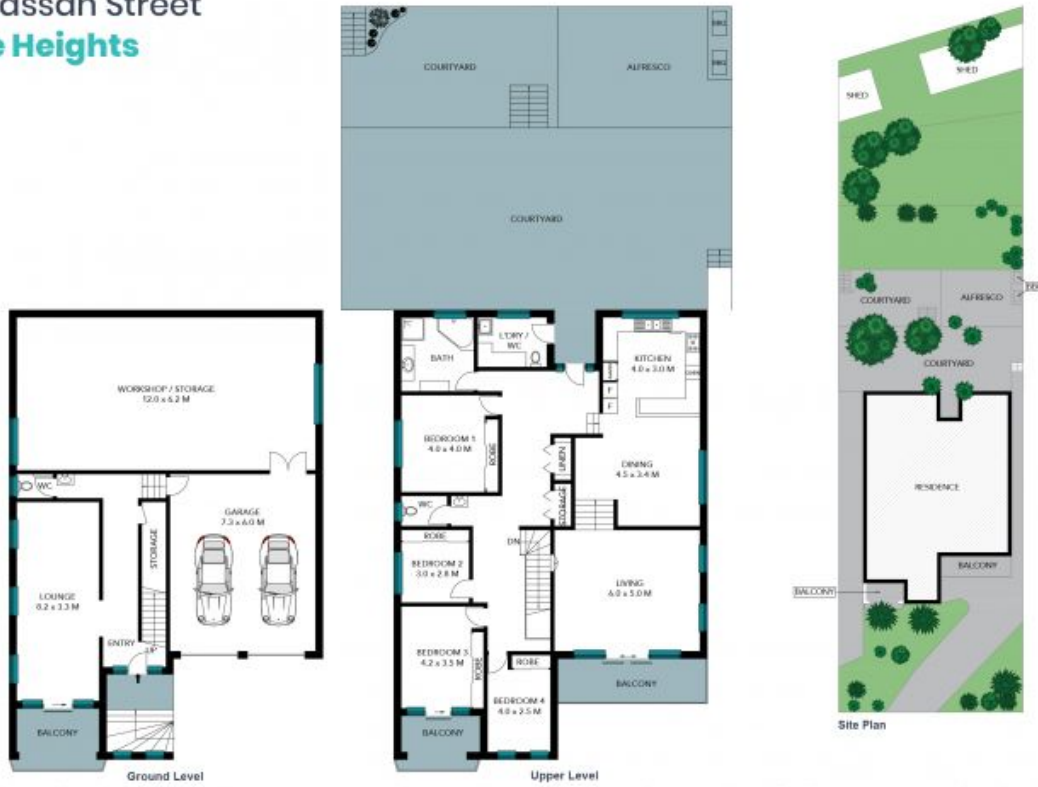 assan Street
e Heights
COURTYARD
ALFRESCO
BBQ
COURTYARD
WORKSHOP / STORAGE
12.0 x 6.2 M
WC
GARAGE
7.3 x 6.0 M
STORAGE
LOUNGE
8.2 x 3.3 M
ENTRY
UP
BALCONY
Ground Level
BATH
L'DRY /
WC
KITCHEN
4.0 x 3.0 M
F
F
BEDROOM 1
4.0 x 4.0 M
ROBE
LINEN
DINING
4.5 x 3.4 M
STORAGE
WC
ROBE
DN
BEDROOM 2
3.0 x 2.8 M
LIVING
6.0 x 5.0 M
BEDROOM 3
4.2 x 3.5 M
ROBE
ROBE
BEDROOM 4
4.0 x 2.5 M
BALCONY
BALCONY
Upper Level
SHED
SHED
COURTYARD
ALFRESCO
COURTYARD
RESIDENCE
BALCONY
BALCONY
Site Plan